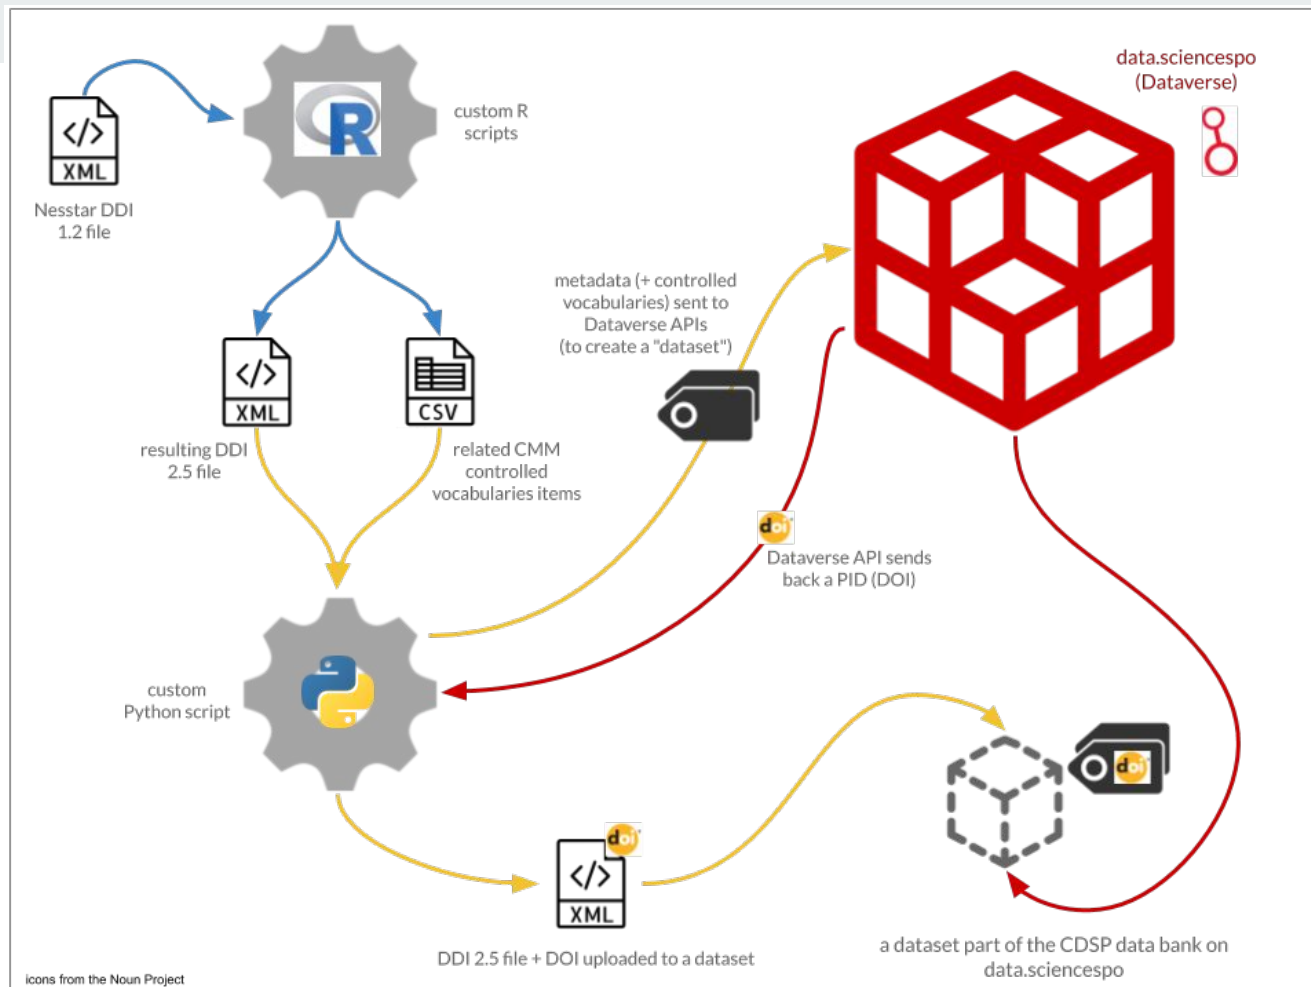 data.sciencespo
(Dataverse)
R
custom R
scripts
</>
XML
Nesstar DDI
1.2 file
metadata (+ controlled
vocabularies) sent to
Dataverse APIs
(to create a "dataset")
</>
XML
CSV
resulting DDI
2.5 file
related CMM
controlled
vocabularies items
doi
Dataverse API sends
back a PID (DOI)
custom
Python script
doi
doi
</>
XML
DDI 2.5 file + DOI uploaded to a dataset
a dataset part of the CDSP data bank on
data.sciencespo
icons from the Noun Project